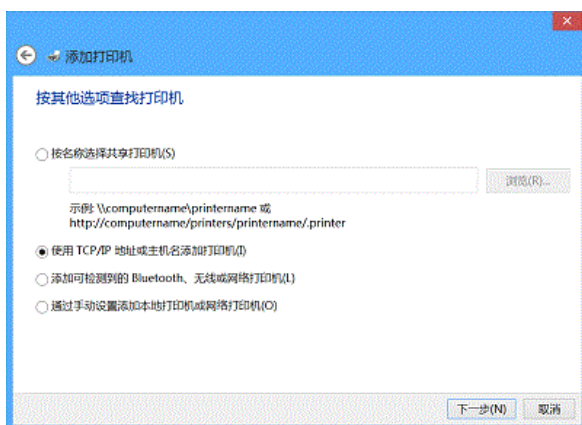 添加打印机
按其他选项查找打印机
按名称选择共享打印机(S)
浏览(R)...
示例: \\computername\printername 或
http://computername/printers/printername/.printer
使用 TCP/IP 地址或主机名添加打印机(I)
添加可检测到的 Bluetooth、无线或网络打印机(L)
通过手动设置添加本地打印机或网络打印机(O)
下一步(N)
取消